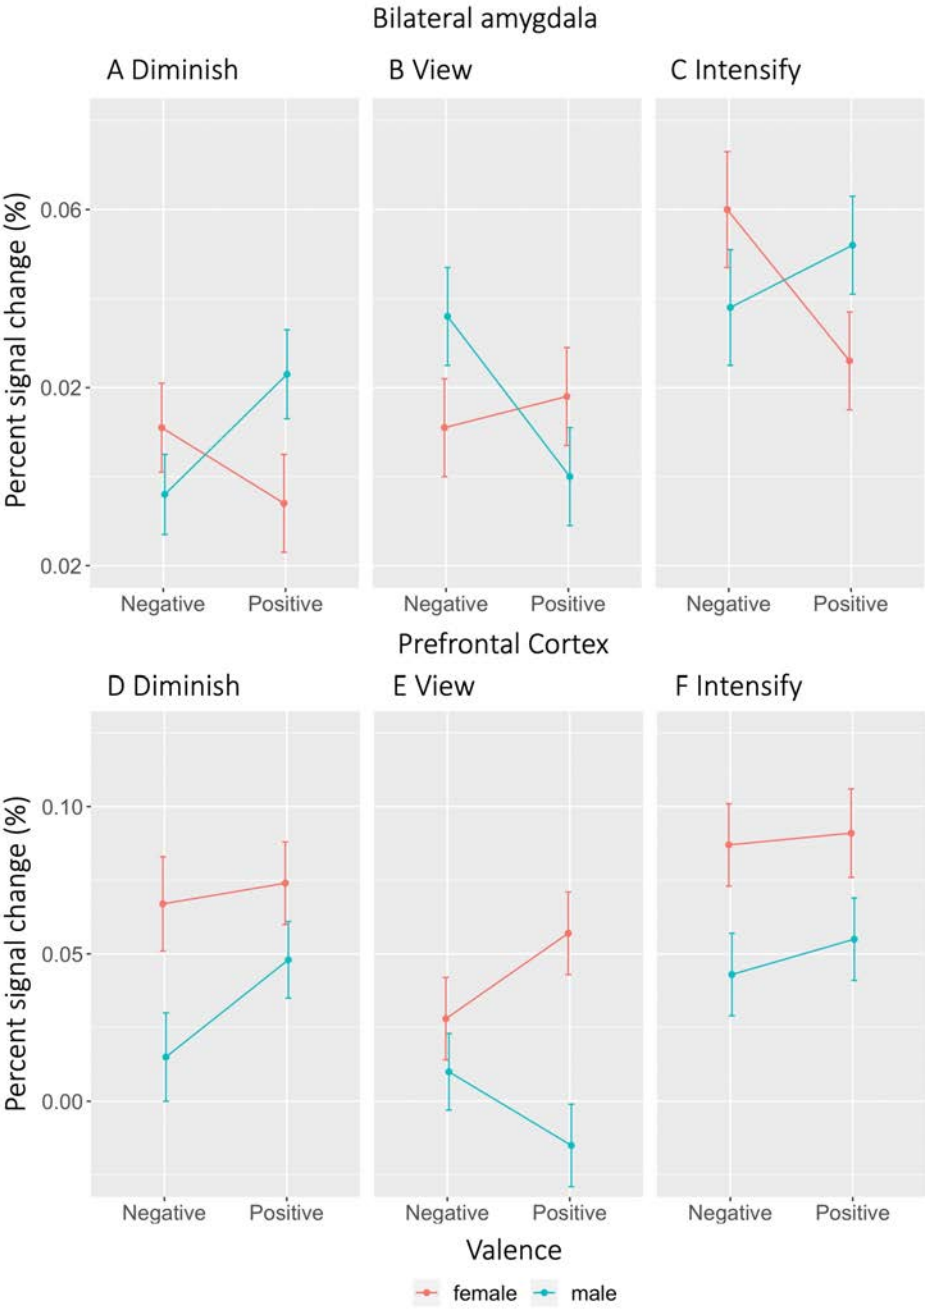 Bilateral amygdala
A Diminish
B View
C Intensify
Percent signal change (%)
0.06
0.02
0.02
Negative Positive
Negative Positive
Negative Positive
Prefrontal Cortex
D Diminish
E View
F Intensify
Percent signal change (%)
0.10
0.05
0.00
Negative Positive
Negative Positive
Negative Positive
Valence
female male